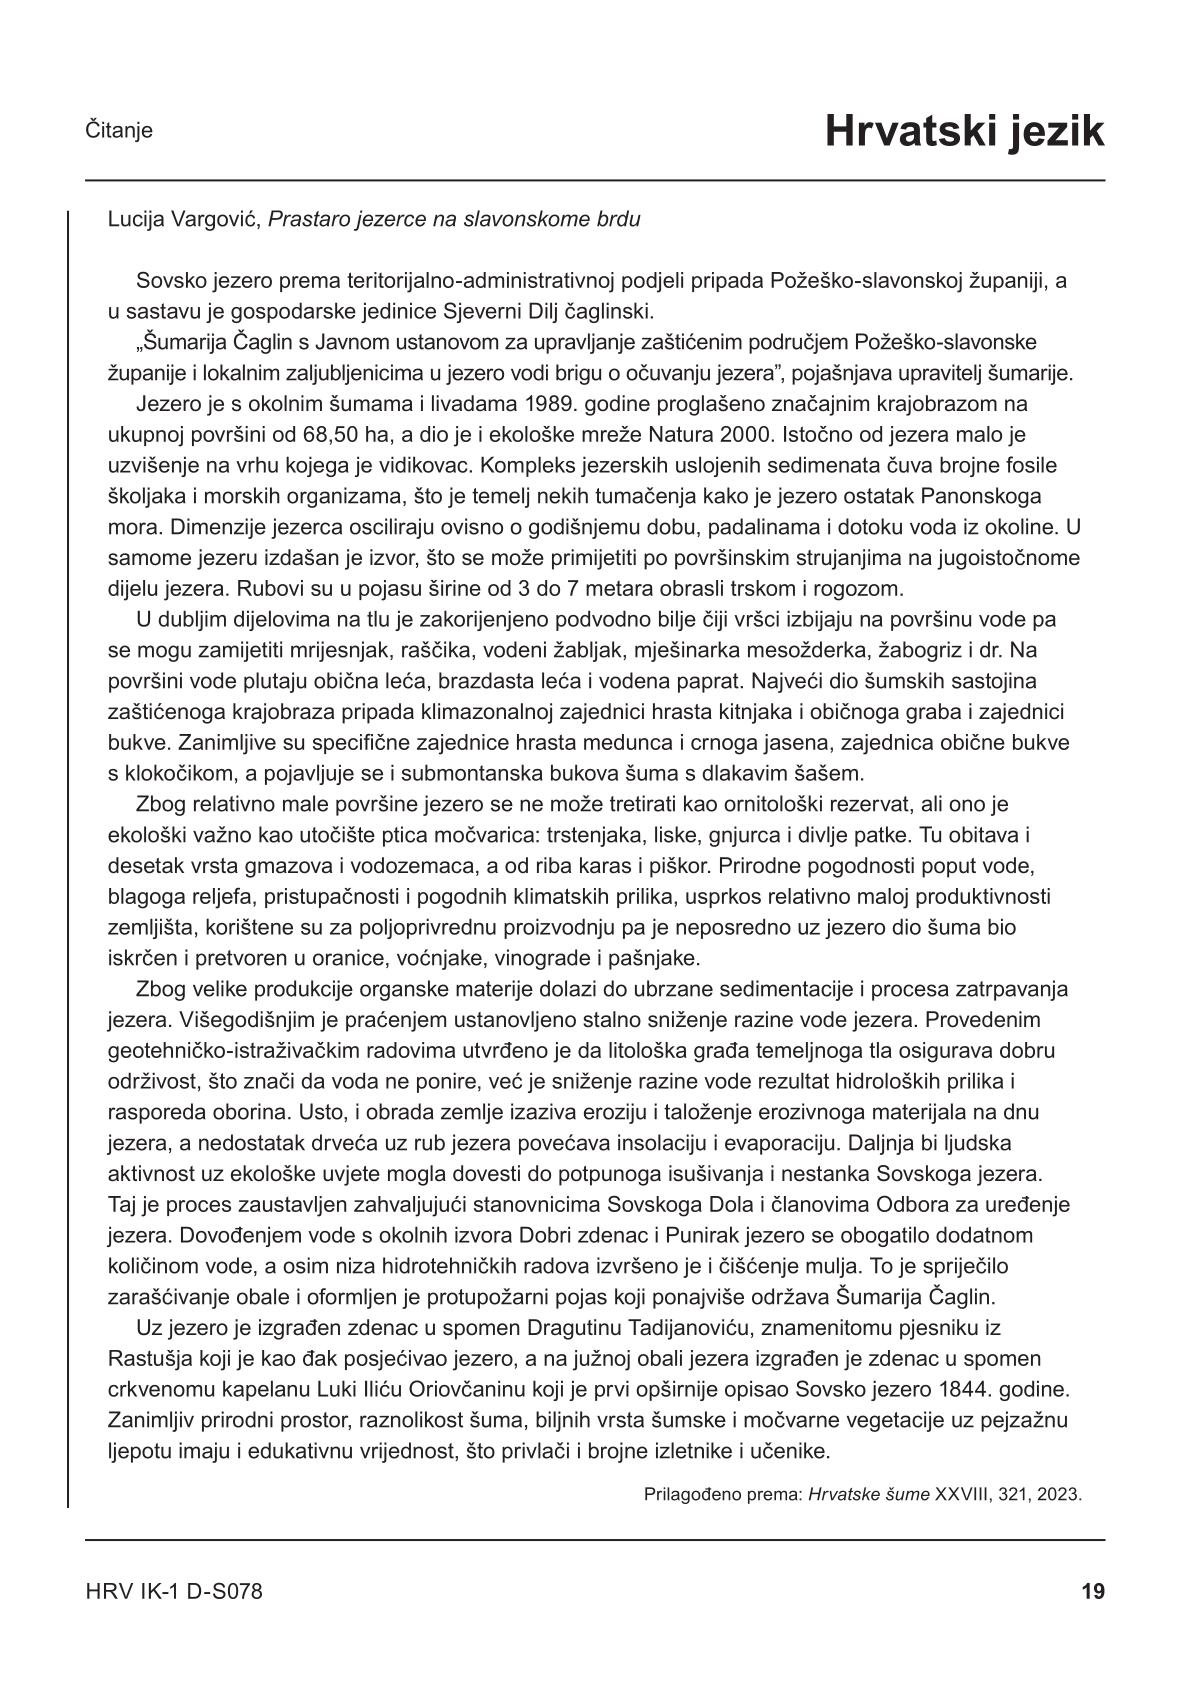 Čitanje
Hrvatski jezik
Lucija Vargović, Prastaro jezerce na slavonskome brdu
Sovsko jezero prema teritorijalno-administrativnoj podjeli pripada Požeško-slavonskoj županiji, a
u sastavu je gospodarske jedinice Sjeverni Dilj čaglinski.
„Šumarija Čaglin s Javnom ustanovom za upravljanje zaštićenim područjem Požeško-slavonske
županije i lokalnim zaljubljenicima u jezero vodi brigu o očuvanju jezera”, pojašnjava upravitelj šumarije.
Jezero je s okolnim šumama i livadama 1989. godine proglašeno značajnim krajobrazom na
ukupnoj površini od 68,50 ha, a dio je i ekološke mreže Natura 2000. Istočno od jezera malo je
uzvišenje na vrhu kojega je vidikovac. Kompleks jezerskih uslojenih sedimenata čuva brojne fosile
školjaka i morskih organizama, što je temelj nekih tumačenja kako je jezero ostatak Panonskoga
mora. Dimenzije jezerca osciliraju ovisno o godišnjemu dobu, padalinama i dotoku voda iz okoline. U
samome jezeru izdašan je izvor, što se može primijetiti po površinskim strujanjima na jugoistočnome
dijelu jezera. Rubovi su u pojasu širine od 3 do 7 metara obrasli trskom i rogozom.
U dubljim dijelovima na tlu je zakorijenjeno podvodno bilje čiji vršci izbijaju na površinu vode pa
se mogu zamijetiti mrijesnjak, raščika, vodeni žabljak, mješinarka mesožderka, žabogriz i dr. Na
površini vode plutaju obična leća, brazdasta leća i vodena paprat. Najveći dio šumskih sastojina
zaštićenoga krajobraza pripada klimazonalnoj zajednici hrasta kitnjaka i običnoga graba i zajednici
bukve. Zanimljive su specifične zajednice hrasta medunca i crnoga jasena, zajednica obične bukve
s klokočikom, a pojavljuje se i submontanska bukova šuma s dlakavim šašem.
Zbog relativno male površine jezero se ne može tretirati kao ornitološki rezervat, ali ono je
ekološki važno kao utočište ptica močvarica: trstenjaka, liske, gnjurca i divlje patke. Tu obitava i
desetak vrsta gmazova i vodozemaca, a od riba karas i piškor. Prirodne pogodnosti poput vode,
blagoga reljefa, pristupačnosti i pogodnih klimatskih prilika, usprkos relativno maloj produktivnosti
zemljišta, korištene su za poljoprivrednu proizvodnju pa je neposredno uz jezero dio šuma bio
iskrčen i pretvoren u oranice, voćnjake, vinograde i pašnjake.
Zbog velike produkcije organske materije dolazi do ubrzane sedimentacije i procesa zatrpavanja
jezera. Višegodišnjim je praćenjem ustanovljeno stalno sniženje razine vode jezera. Provedenim
geotehničko-istraživačkim radovima utvrđeno je da litološka građa temeljnoga tla osigurava dobru
održivost, što znači da voda ne ponire, već je sniženje razine vode rezultat hidroloških prilika i
rasporeda oborina. Usto, i obrada zemlje izaziva eroziju i taloženje erozivnoga materijala na dnu
jezera, a nedostatak drveća uz rub jezera povećava insolaciju i evaporaciju. Daljnja bi ljudska
aktivnost uz ekološke uvjete mogla dovesti do potpunoga isušivanja i nestanka Sovskoga jezera.
Taj je proces zaustavljen zahvaljujući stanovnicima Sovskoga Dola i članovima Odbora za uređenje
jezera. Dovođenjem vode s okolnih izvora Dobri zdenac i Punirak jezero se obogatilo dodatnom
količinom vode, a osim niza hidrotehničkih radova izvršeno je i čišćenje mulja. To je spriječilo
zarašćivanje obale i oformljen je protupožarni pojas koji ponajviše održava Šumarija Čaglin.
Uz jezero je izgrađen zdenac u spomen Dragutinu Tadijanoviću, znamenitomu pjesniku iz
Rastušja koji je kao đak posjećivao jezero, a na južnoj obali jezera izgrađen je zdenac u spomen
crkvenomu kapelanu Luki Iliću Oriovčaninu koji je prvi opširnije opisao Sovsko jezero 1844. godine.
Zanimljiv prirodni prostor, raznolikost šuma, biljnih vrsta šumske i močvarne vegetacije uz pejzažnu
ljepotu imaju i edukativnu vrijednost, što privlači i brojne izletnike i učenike.
Prilagođeno prema: Hrvatske šume XXVIII, 321, 2023.
HRV IK-1 D-S078
19